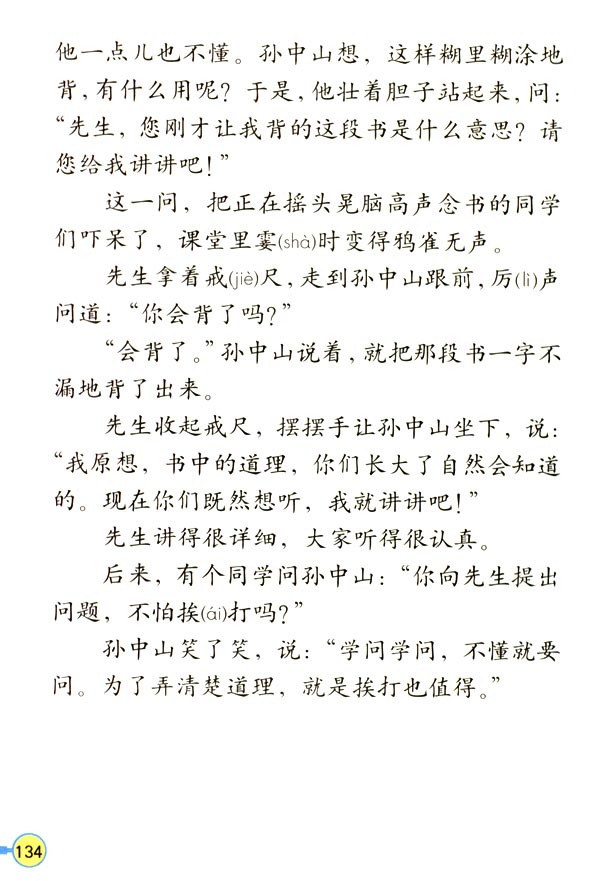 他一点儿也不懂。孙中山想，这样糊里糊涂地
背，有什么用呢？于是，他壮着胆子站起来，问：
“先生，您刚才让我背的这段书是什么意思？请
您给我讲讲吧！”
这一问，把正在摇头晃脑高声念书的同学
们吓呆了，课堂里霎(shà)时变得鸦雀无声。
先生拿着戒(jiè)尺，走到孙中山跟前，厉(lì)声
问道：“你会背了吗？”
“会背了。”孙中山说着，就把那段书一字不
漏地背了出来。
先生收起戒尺，摆摆手让孙中山坐下，说：
“我原想，书中的道理，你们长大了自然会知道
的。现在你们既然想听，我就讲讲吧！”
先生讲得很详细，大家听得很认真。
后来，有个同学问孙中山：“你向先生提出
问题，不怕挨(ái)打吗？”
孙中山笑了笑，说：“学问学问，不懂就要
问。为了弄清楚道理，就是挨打也值得。”
134